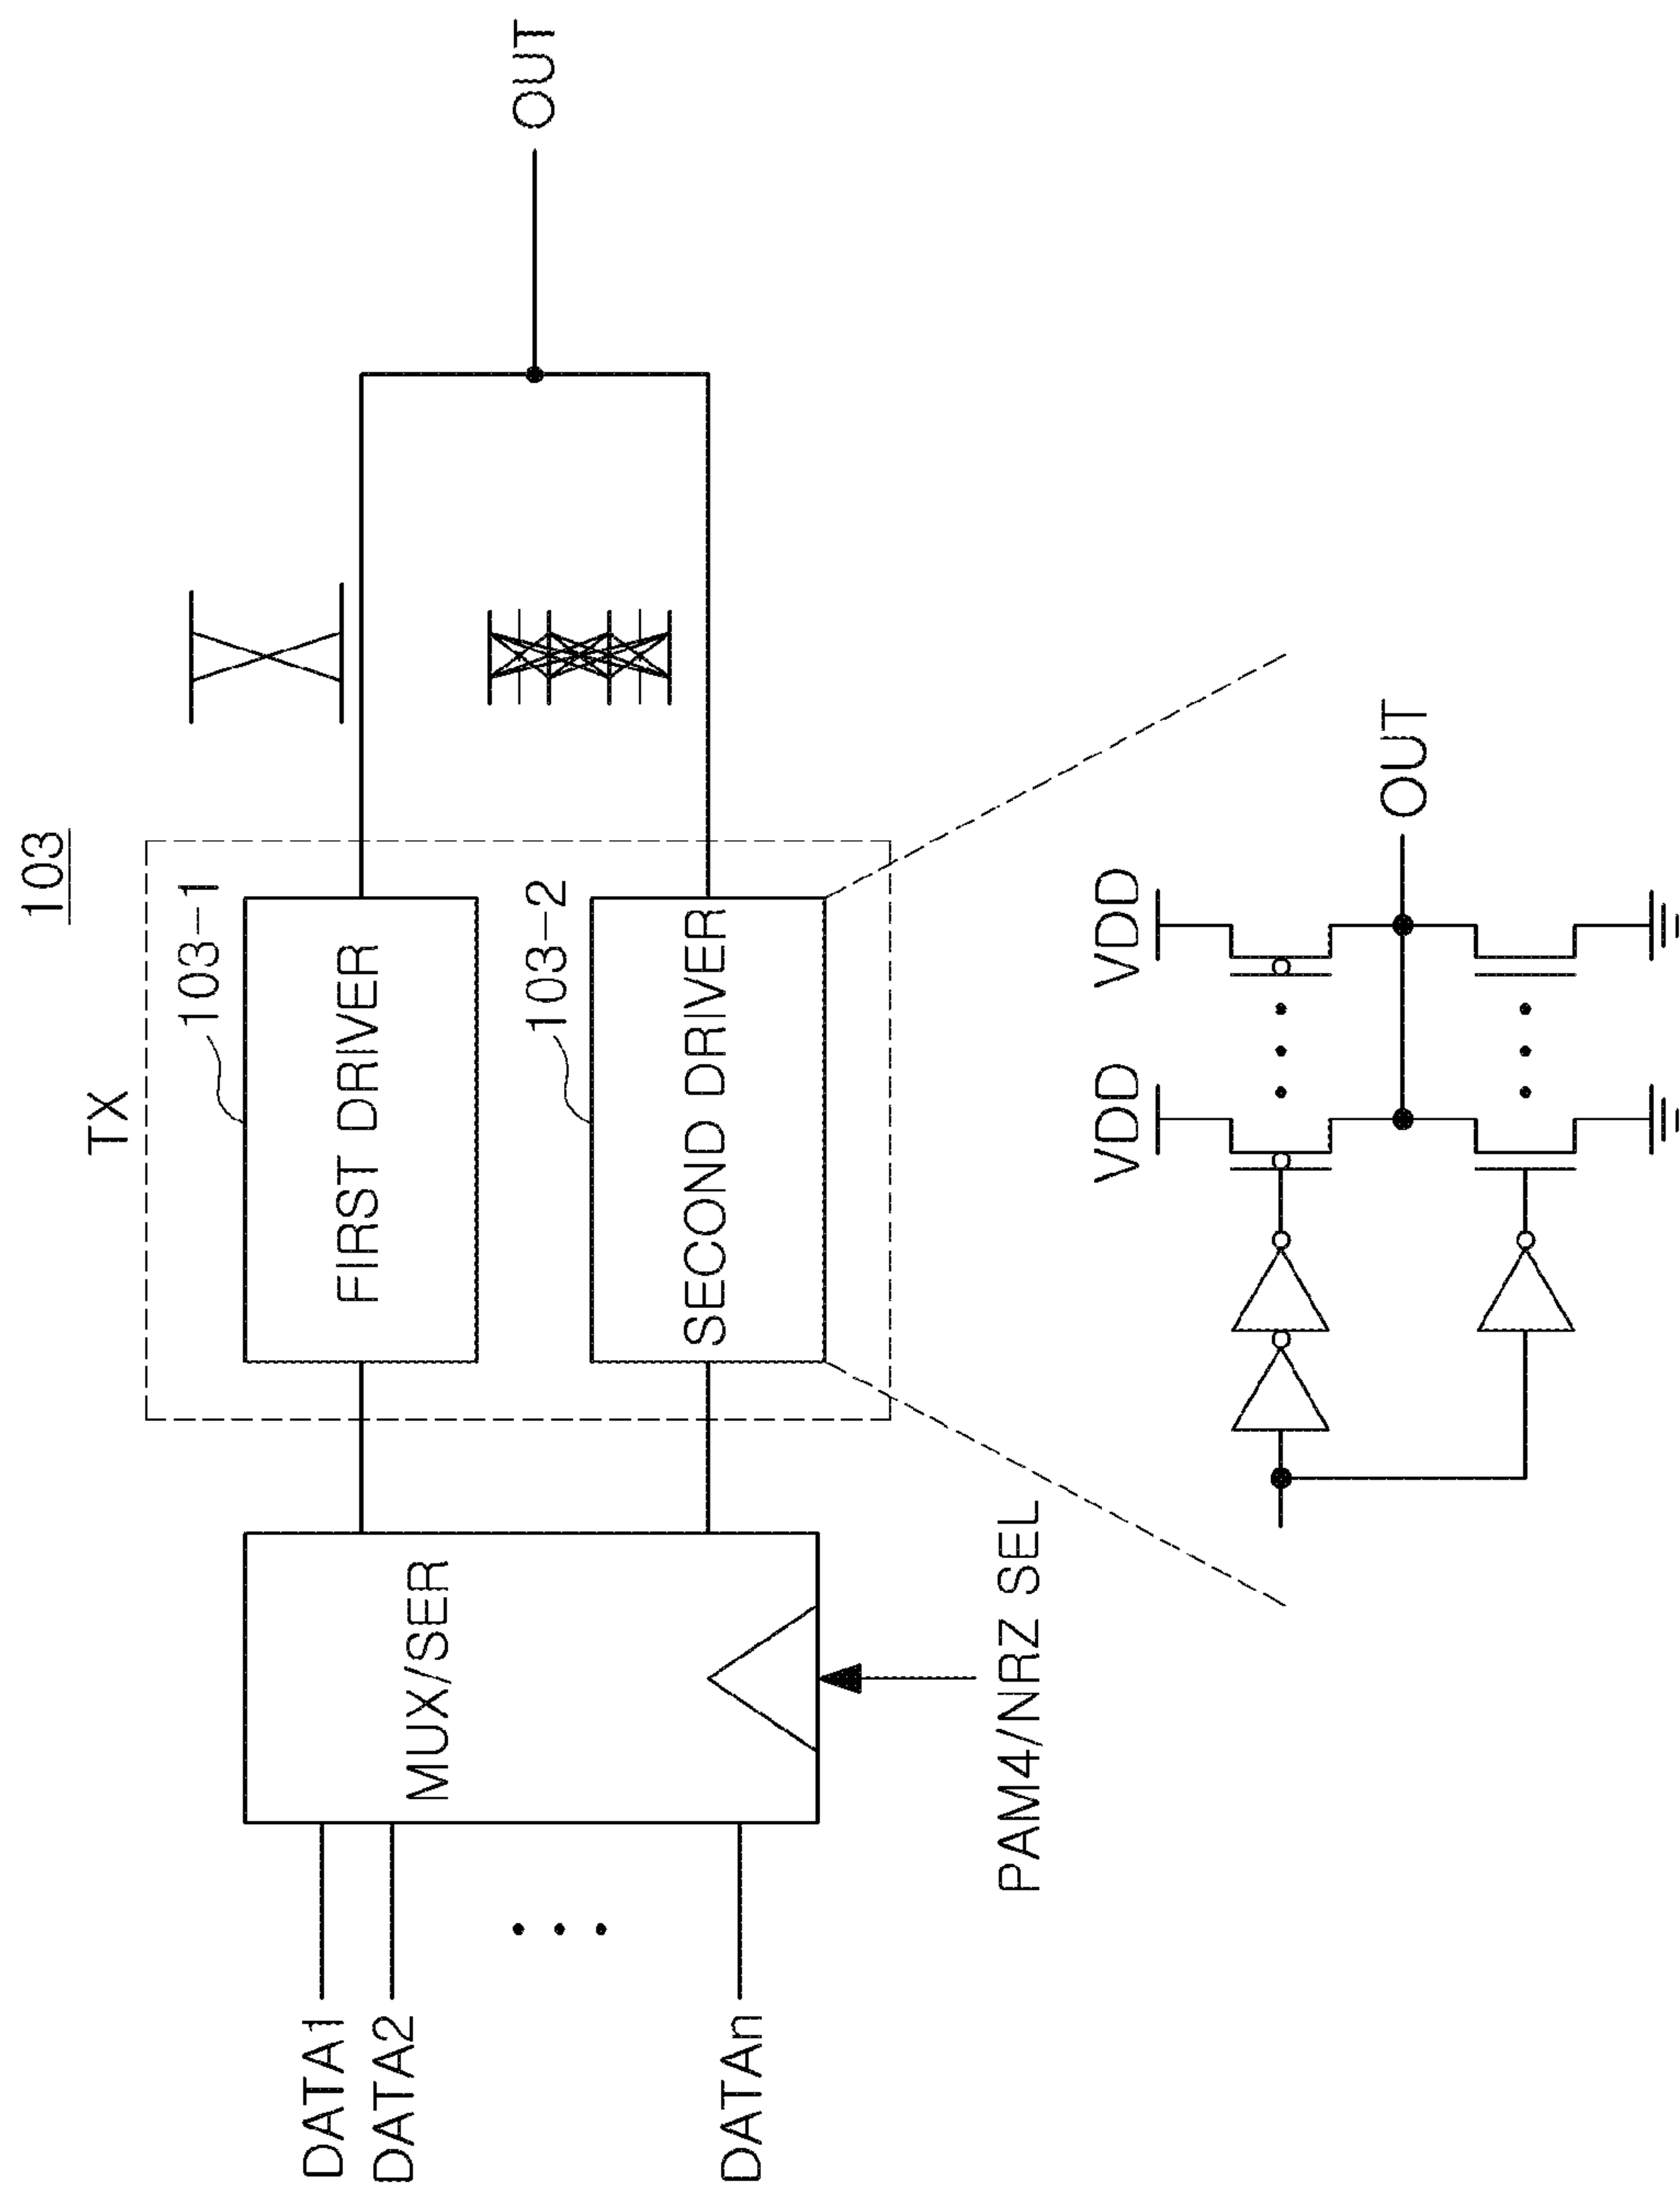 103
TX
103-1
FIRST DRIVER
103-2
SECOND DRIVER
MUX/SER
DATA1
DATA2
DATAn
PAM4/NRZ SEL
OUT
VDD
VDD
OUT